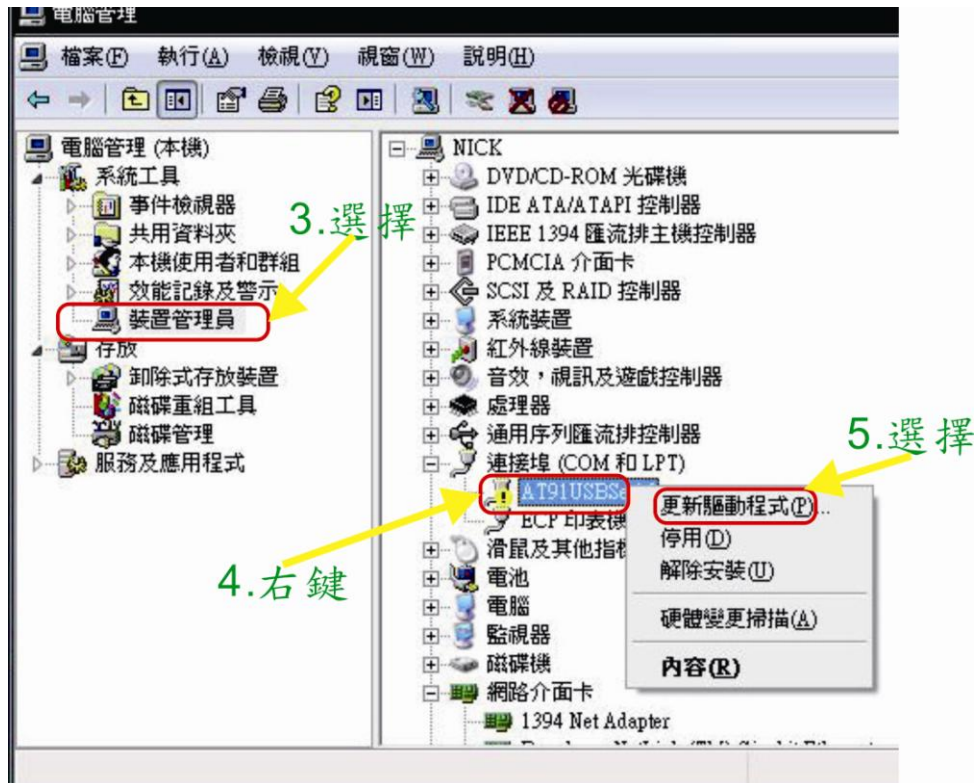 電腦管理
檔案(F) 執行(A) 檢視(V) 視窗(W) 說明(H)
電腦管理 (本機)
系統工具
事件檢視器
共用資料夾
本機使用者和群組
效能記錄及警示
裝置管理員
存放
卸除式存放裝置
磁碟重組工具
磁碟管理
服務及應用程式
3.選擇
NICK
DVD/CD-ROM 光碟機
IDE ATA/ATAPI 控制器
IEEE 1394 匯流排主機控制器
PCMCIA 介面卡
SCSI 及 RAID 控制器
系統裝置
紅外線裝置
音效,視訊及遊戲控制器
處理器
通用序列匯流排控制器
連接埠 (COM 和 LPT)
ECP 印表機
滑鼠及其他指標
電池
電腦
監視器
磁碟機
網路介面卡
1394 Net Adapter
4.右鍵
5.選擇
更新驅動程式(P)...
停用(D)
解除安裝(U)
硬體變更掃描(A)
內容(R)